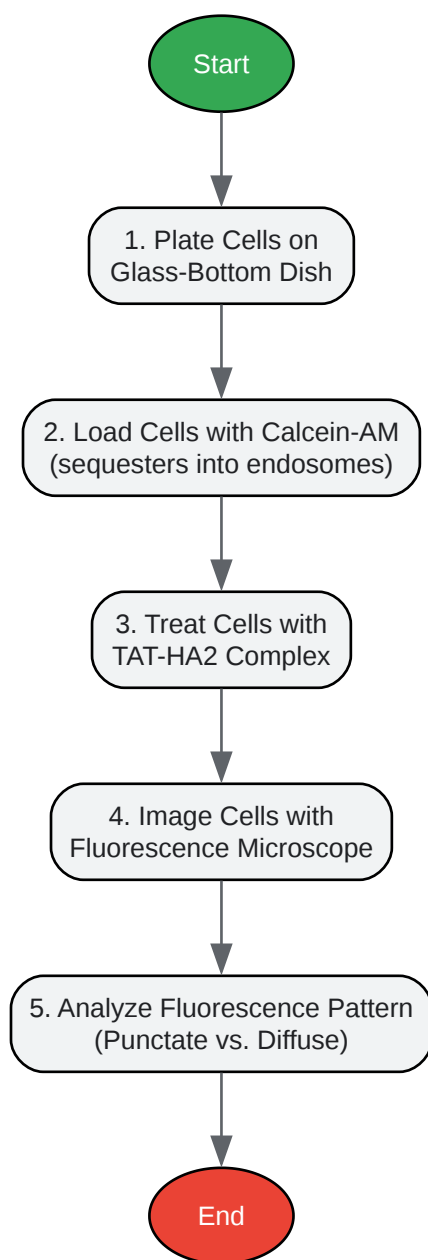 Start
1. Plate Cells on
Glass-Bottom Dish
2. Load Cells with Calcein-AM
(sequesters into endosomes)
3. Treat Cells with
TAT-HA2 Complex
4. Image Cells with
Fluorescence Microscope
5. Analyze Fluorescence Pattern
(Punctate vs. Diffuse)
End